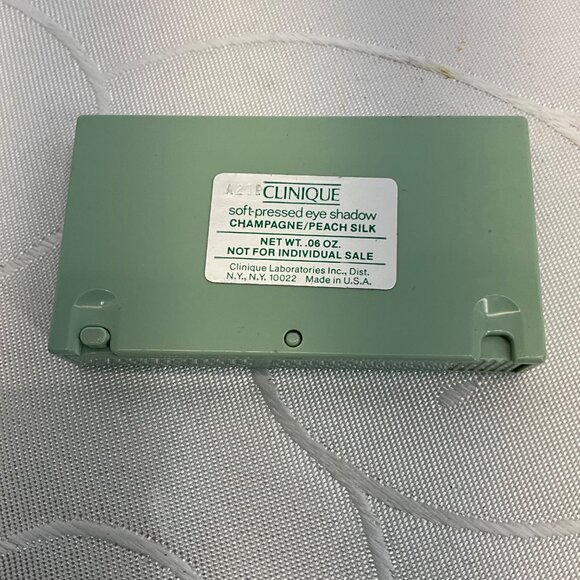 CLINIQUE
soft-pressed eye shadow
CHAMPAGNE/PEACH SILK
NET WT. .06 OZ.
NOT FOR INDIVIDUAL SALE
Clinique Laboratories Inc., Dist.
N.Y., N.Y. 10022 Made in U.S.A.